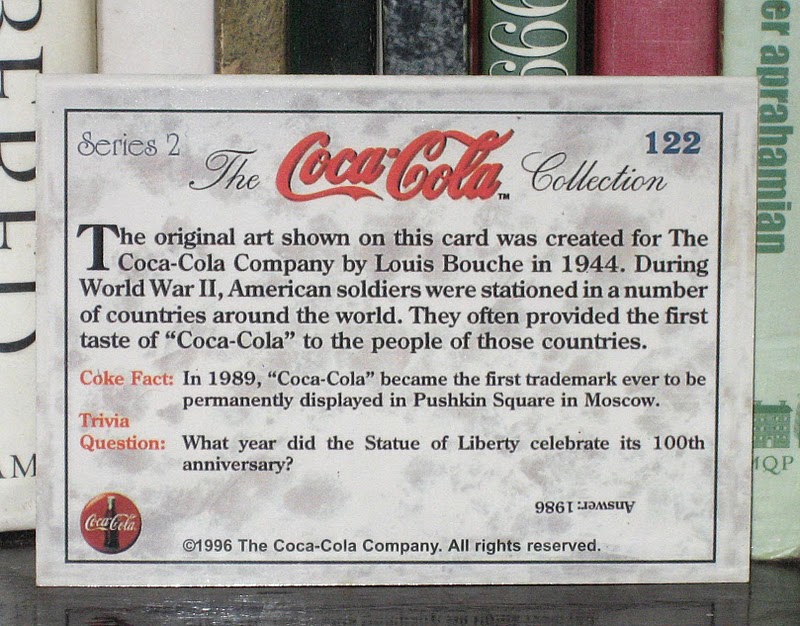 Series 2
122
The Coca-Cola™ Collection
The original art shown on this card was created for The
Coca-Cola Company by Louis Bouche in 1944. During
World War II, American soldiers were stationed in a number
of countries around the world. They often provided the first
taste of “Coca-Cola” to the people of those countries.
Coke Fact: In 1989, “Coca-Cola” became the first trademark ever to be
permanently displayed in Pushkin Square in Moscow.
Trivia
Question: What year did the Statue of Liberty celebrate its 100th
anniversary?
Answer: 1986
Coca-Cola
©1996 The Coca-Cola Company. All rights reserved.
er aprahamian
MQP